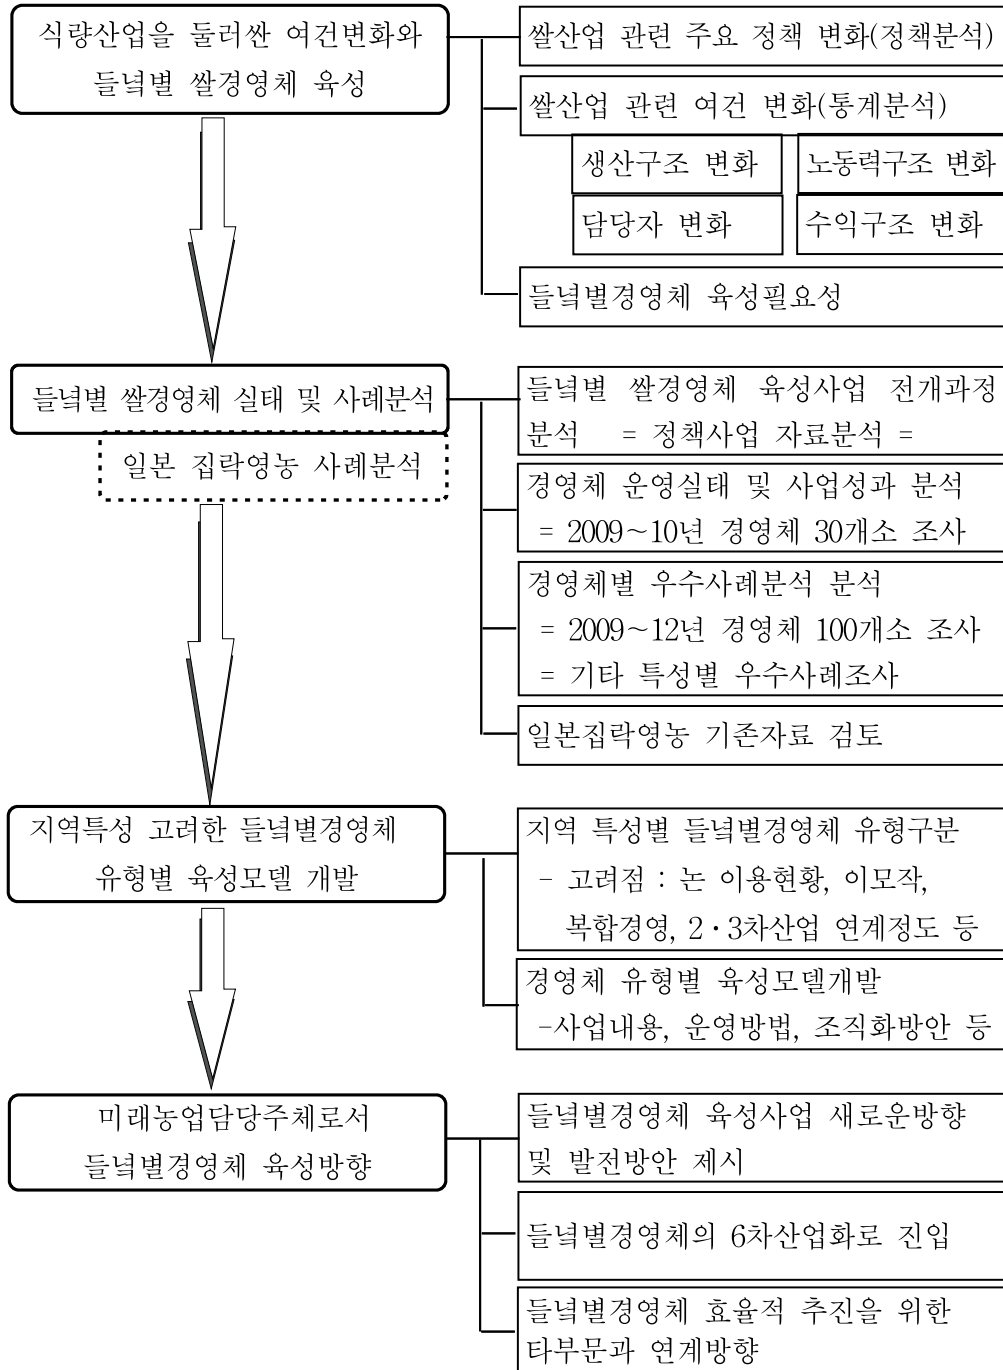 식량산업을 둘러싼 여건변화와
들녘별 쌀경영체 육성
쌀산업 관련 주요 정책 변화(정책분석)
쌀산업 관련 여건 변화(통계분석)
생산구조 변화
노동력구조 변화
담당자 변화
수익구조 변화
들녘별경영체 육성필요성
들녘별 쌀경영체 실태 및 사례분석
일본 집락영농 사례분석
들녘별 쌀경영체 육성사업 전개과정
분석 = 정책사업 자료분석 =
경영체 운영실태 및 사업성과 분석
= 2009~10년 경영체 30개소 조사
경영체별 우수사례분석 분석
= 2009~12년 경영체 100개소 조사
= 기타 특성별 우수사례조사
일본집락영농 기존자료 검토
지역특성 고려한 들녘별경영체
유형별 육성모델 개발
지역 특성별 들녘별경영체 유형구분
- 고려점 : 논 이용현황, 이모작,
복합경영, 2·3차산업 연계정도 등
경영체 유형별 육성모델개발
-사업내용, 운영방법, 조직화방안 등
미래농업담당주체로서
들녘별경영체 육성방향
들녘별경영체 육성사업 새로운방향
및 발전방안 제시
들녘별경영체의 6차산업화로 진입
들녘별경영체 효율적 추진을 위한
타부문과 연계방향